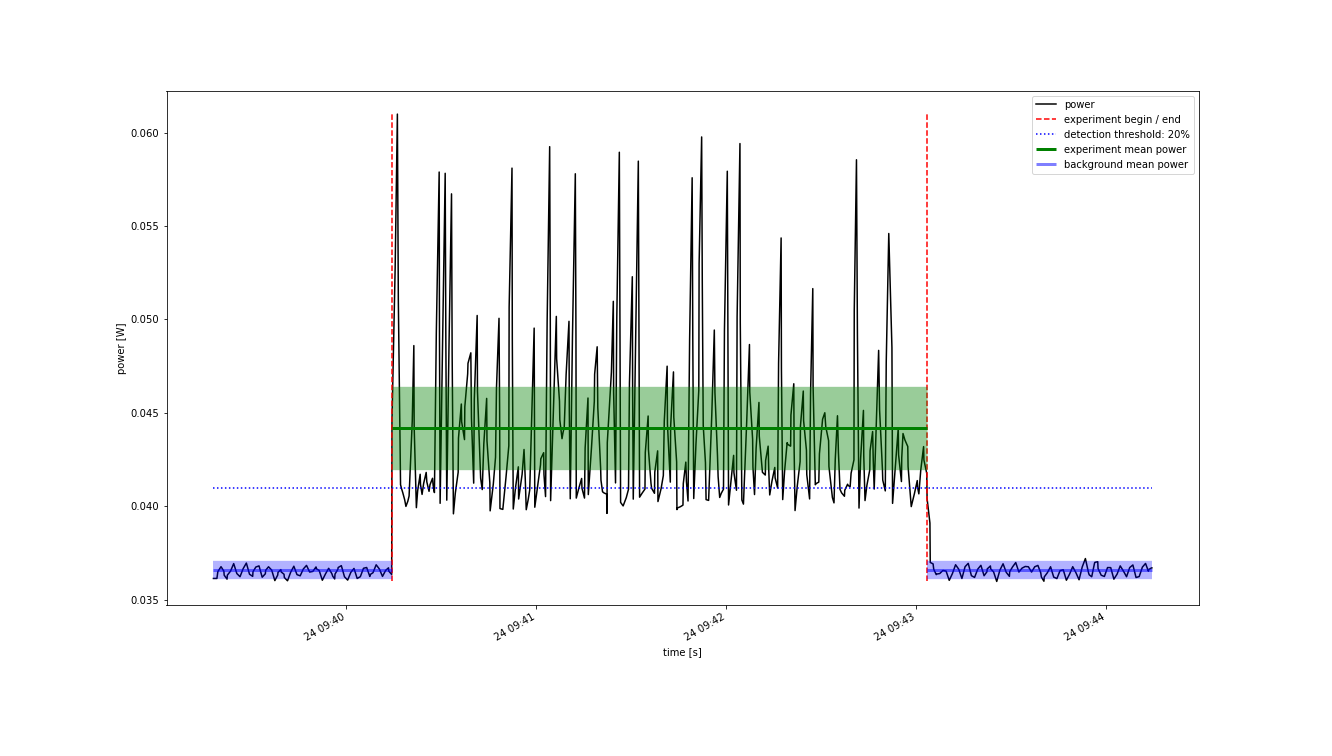 power
experiment begin / end
detection threshold: 20%
experiment mean power
background mean power
0.060
0.055
0.050
0.045
0.040
0.035
power [W]
24 09:40
24 09:41
24 09:42
24 09:43
24 09:44
time [s]